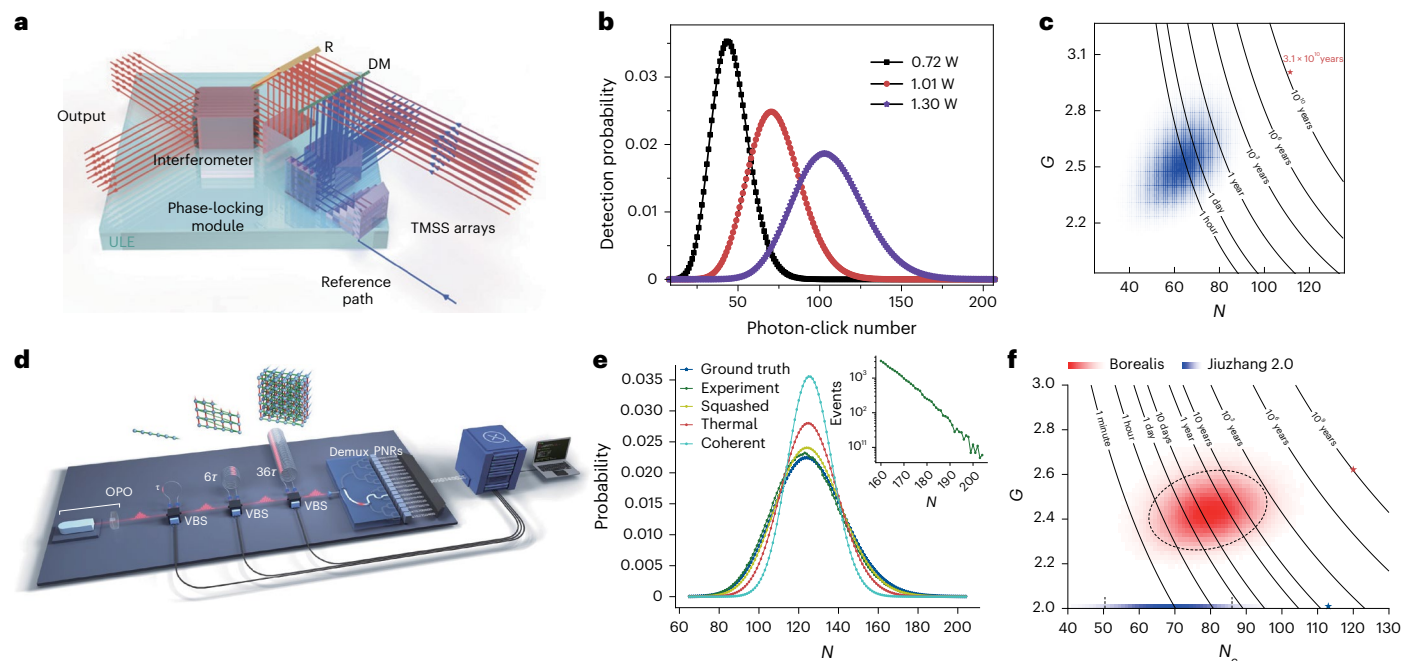 a
R
DM
Output
Interferometer
Phase-locking
module
TMSS arrays
ULE
Reference
path
b
Detection probability
0.03
0.02
0.01
0
0.72 W
1.01 W
1.30 W
50
100
150
200
Photon-click number
c
G
3.1
2.8
2.5
2.2
3.1 × 10¹⁰ years
10¹⁰ years
10⁶ years
10³ years
1 year
1 day
1 hour
40
60
80
100
120
N
d
OPO
τ
6τ
36τ
VBS
VBS
VBS
Demux
PNRs
e
Probability
0.035
0.030
0.025
0.020
0.015
0.010
0.005
0
Ground truth
Experiment
Squashed
Thermal
Coherent
Events
10³
10²
10¹¹
160
170
180
190
200
N
60
80
100
120
140
160
180
200
N
f
Borealis
Jiuzhang 2.0
G
3.0
2.8
2.6
2.4
2.2
2.0
1 minute
1 hour
1 day
10 days
1 year
10 years
10³ years
10⁶ years
10⁹ years
40
50
60
70
80
90
100
110
120
130